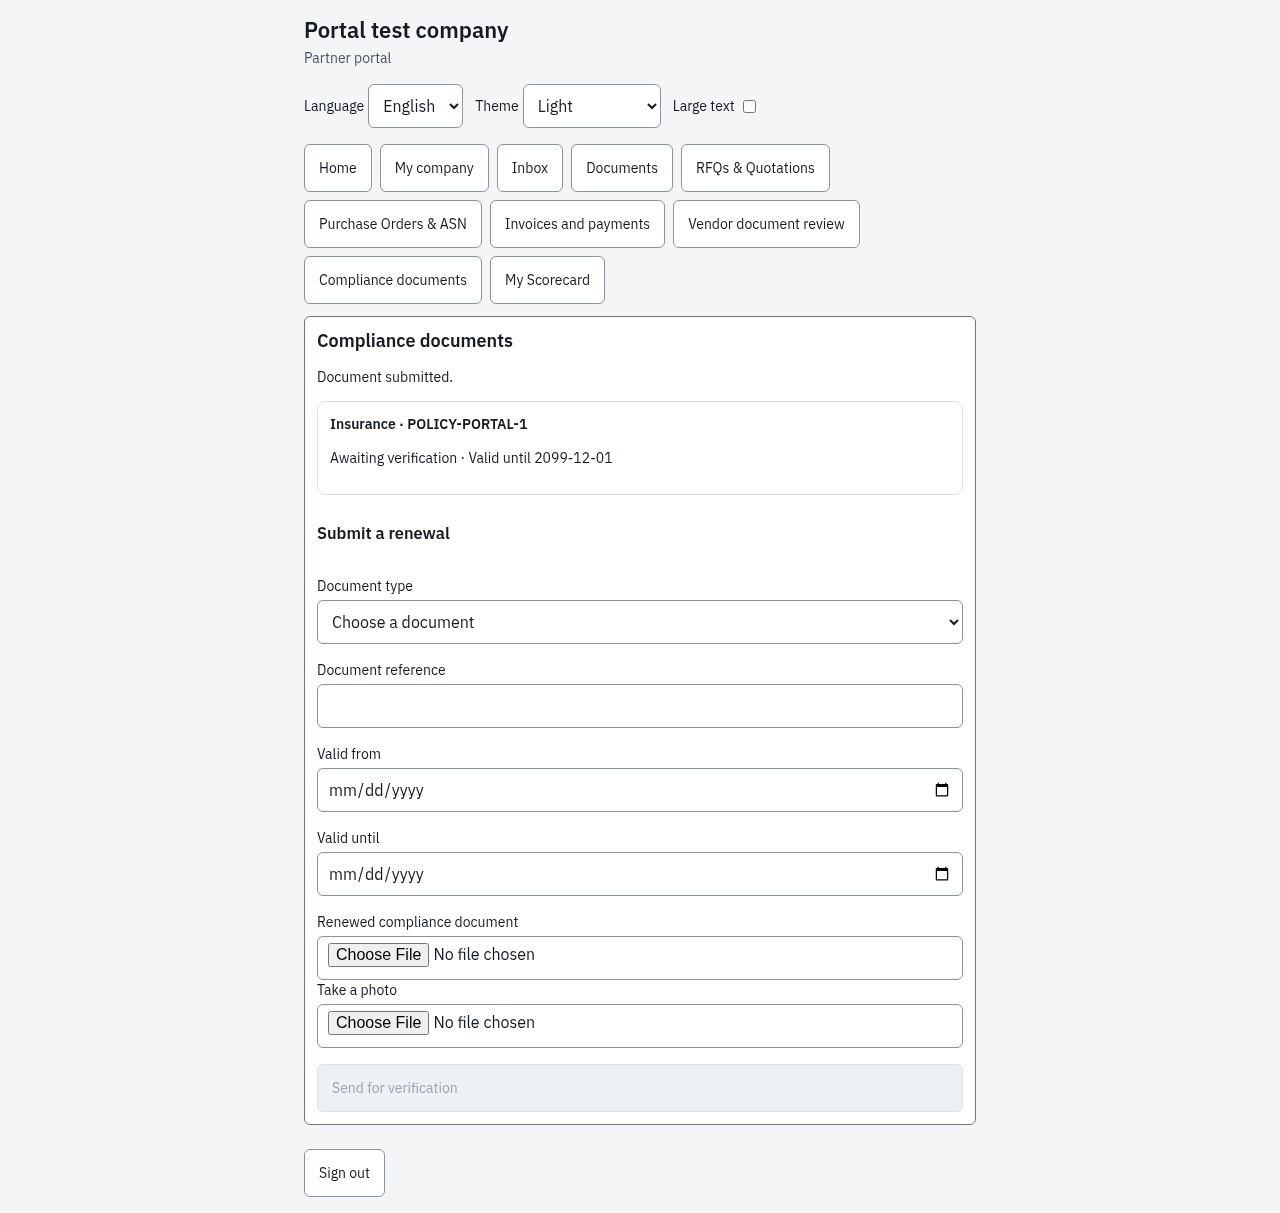 Portal test company
Partner portal
Language English Theme Light Large text
Home My company Inbox Documents RFQs & Quotations
Purchase Orders & ASN Invoices and payments Vendor document review
Compliance documents My Scorecard
Compliance documents
Document submitted.
Insurance · POLICY-PORTAL-1
Awaiting verification · Valid until 2099-12-01
Submit a renewal
Document type
Choose a document
Document reference
Valid from
mm/dd/yyyy
Valid until
mm/dd/yyyy
Renewed compliance document
Choose File No file chosen
Take a photo
Choose File No file chosen
Send for verification
Sign out